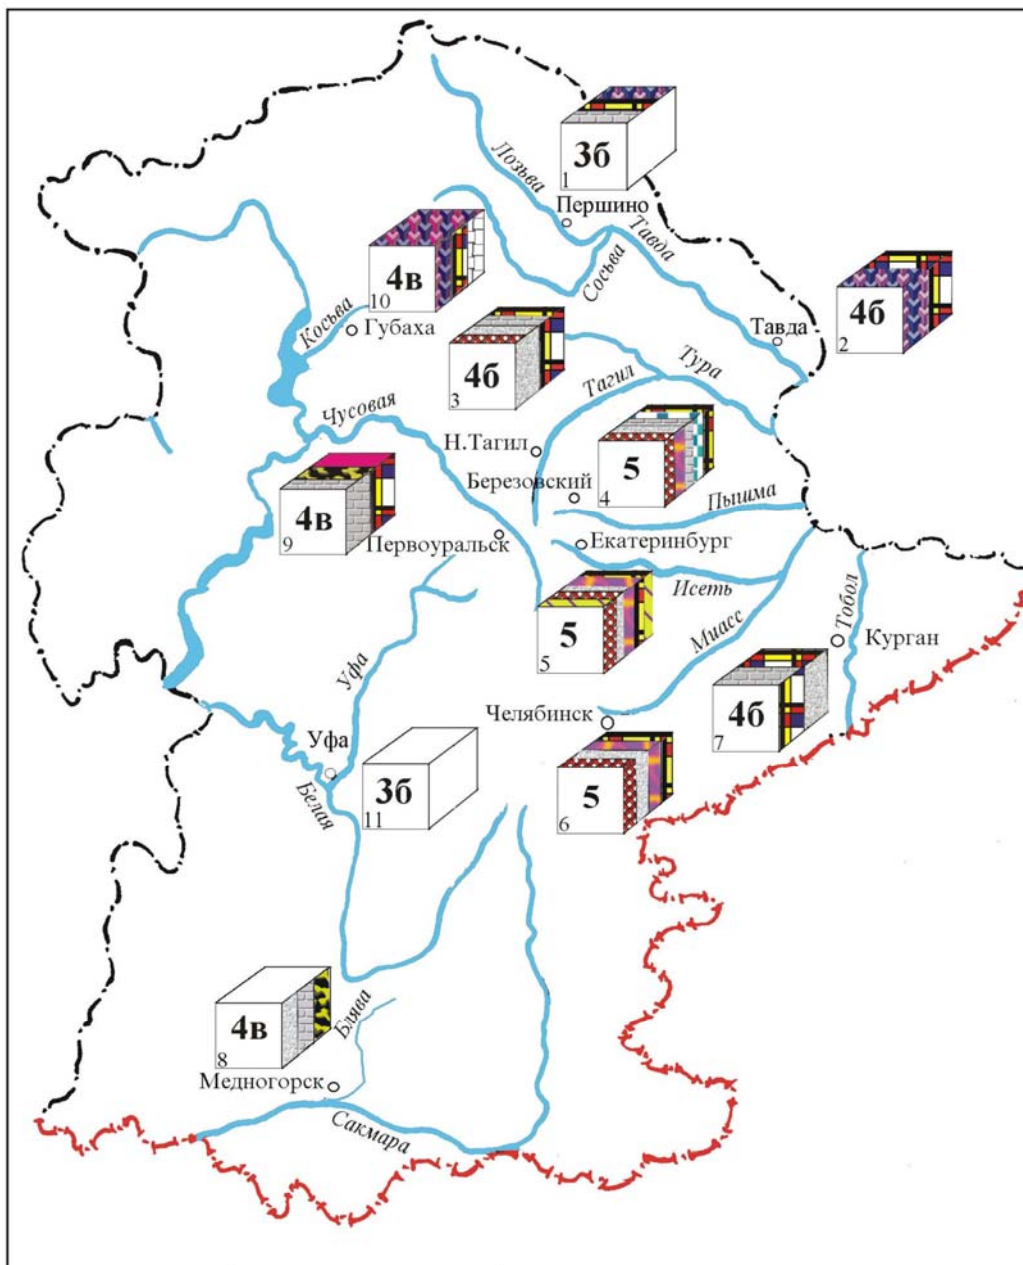 3б
1
Лозьва
Першино
Тавда
4в
10
Сосьва
4б
2
Косьва
Губаха
Тавда
4б
3
Тура
Тагил
Чусовая
Н.Тагил
5
4
Березовский
Пышма
4в
9
Первоуральск
Екатеринбург
Исеть
Тобол
5
5
Миасс
Курган
Уфа
4б
7
Челябинск
Уфа
3б
11
5
6
Белая
4в
8
Блява
Медногорск
Сакмара